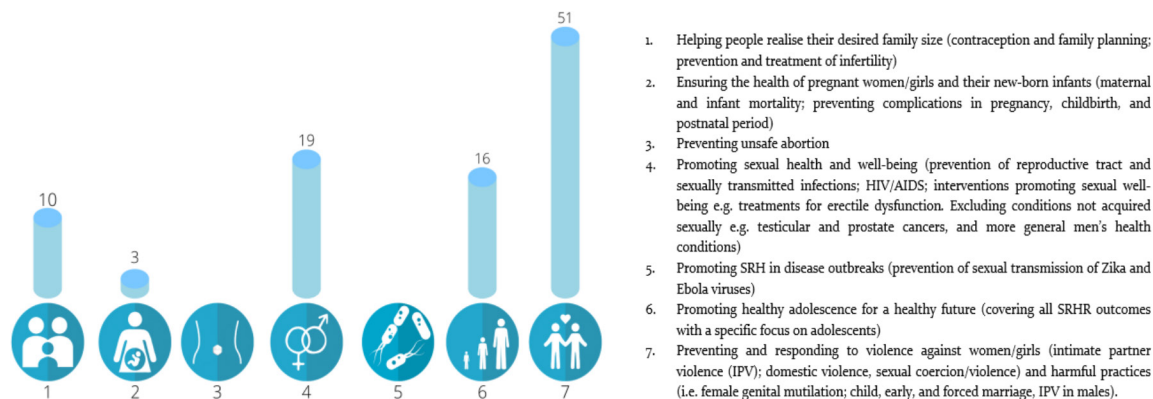 51
19
16
10
3
1
2
3
4
5
6
7
1. Helping people realise their desired family size (contraception and family planning;
prevention and treatment of infertility)
2. Ensuring the health of pregnant women/girls and their new-born infants (maternal
and infant mortality; preventing complications in pregnancy, childbirth, and
postnatal period)
3. Preventing unsafe abortion
4. Promoting sexual health and well-being (prevention of reproductive tract and
sexually transmitted infections; HIV/AIDS; interventions promoting sexual well-
being e.g. treatments for erectile dysfunction. Excluding conditions not acquired
sexually e.g. testicular and prostate cancers, and more general men's health
conditions)
5. Promoting SRH in disease outbreaks (prevention of sexual transmission of Zika and
Ebola viruses)
6. Promoting healthy adolescence for a healthy future (covering all SRHR outcomes
with a specific focus on adolescents)
7. Preventing and responding to violence against women/girls (intimate partner
violence (IPV); domestic violence, sexual coercion/violence) and harmful practices
(i.e. female genital mutilation; child, early, and forced marriage, IPV in males).